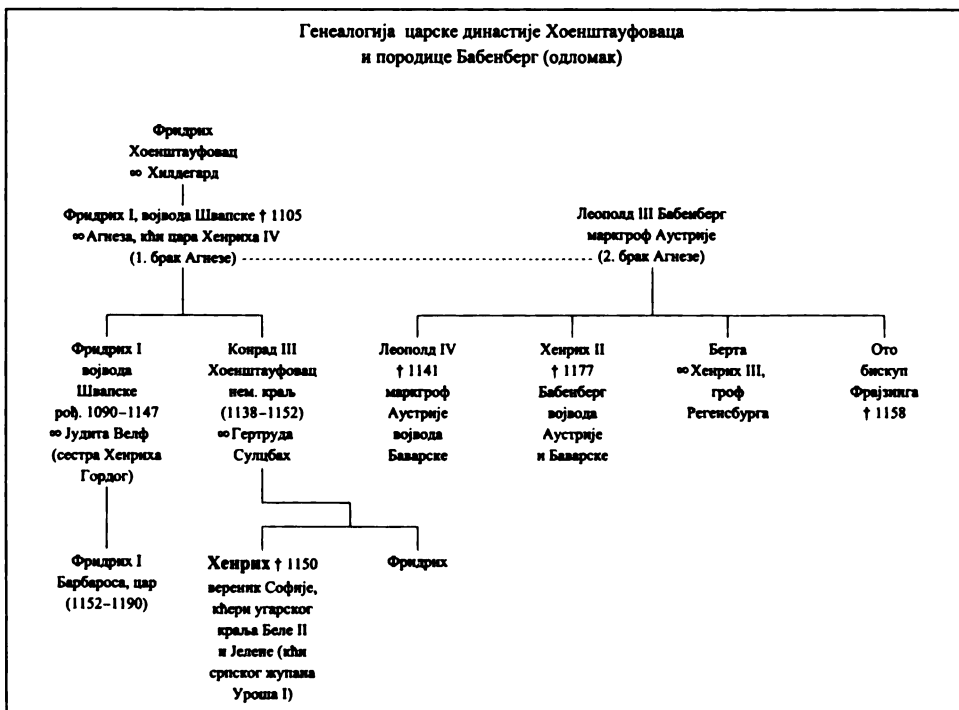 Генеалогија царске династије Хоенштауфоваца
и породице Бабенберг (одломак)
Фридрих
Хоенштауфовац
∞ Хилдегард
Фридрих I, војвода Швапске † 1105
∞ Агнеза, кћи цара Хенриха IV
(1. брак Агнезе)
Леополд III Бабенберг
маркгроф Аустрије
(2. брак Агнезе)
Фридрих I
војвода
Швапске
рођ. 1090–1147
∞ Јудита Велф
(сестра Хенриха
Гордог)
Конрад III
Хоенштауфовац
нем. краљ
(1138–1152)
∞ Гертруда
Сулцбах
Леополд IV
† 1141
маркгроф
Аустрије
војвода
Баварске
Хенрих II
† 1177
Бабенберг
војвода
Аустрије
и Баварске
Берта
∞ Хенрих III,
гроф
Регенсбурга
Ото
бискуп
Фрајзинга
† 1158
Фридрих I
Барбароса, цар
(1152–1190)
Хенрих † 1150
вереник Софије,
кћери угарског
краља Беле II
и Јелене (кћи
српског жупана
Уроша I)
Фридрих